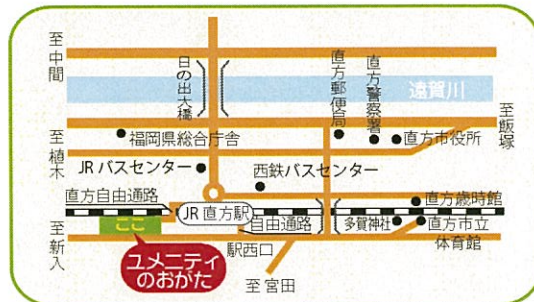 至中間
日の出大橋
遠賀川
直方郵便局
直方警察署
至飯塚
福岡県総合庁舎
直方市役所
至植木
JRバスセンター
西鉄バスセンター
直方自由通路
直方歳時館
JR 直方駅
ここ
自由通路
多賀神社
直方市立
体育館
至新入
駅西口
ユメニティ
のおがた
至宮田